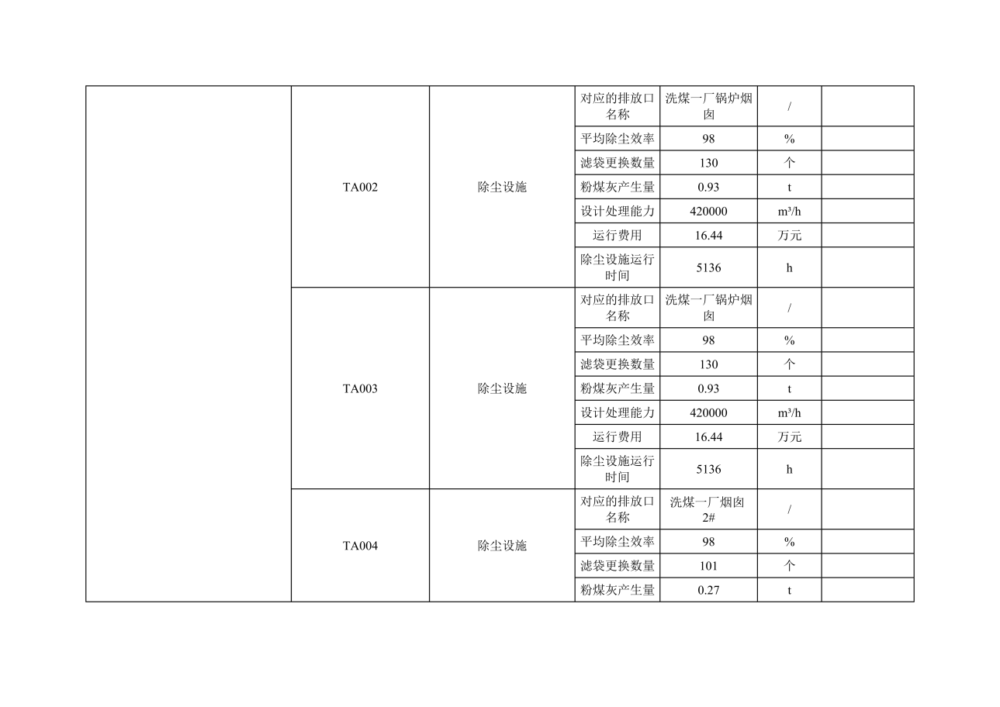 对应的排放口
名称
洗煤一厂锅炉烟
囱
/
平均除尘效率
98
%
滤袋更换数量
130
个
TA002
除尘设施
粉煤灰产生量
0.93
t
设计处理能力
420000
m³/h
运行费用
16.44
万元
除尘设施运行
时间
5136
h
对应的排放口
名称
洗煤一厂锅炉烟
囱
/
平均除尘效率
98
%
滤袋更换数量
130
个
TA003
除尘设施
粉煤灰产生量
0.93
t
设计处理能力
420000
m³/h
运行费用
16.44
万元
除尘设施运行
时间
5136
h
对应的排放口
名称
洗煤一厂烟囱
2#
/
平均除尘效率
98
%
TA004
除尘设施
滤袋更换数量
101
个
粉煤灰产生量
0.27
t